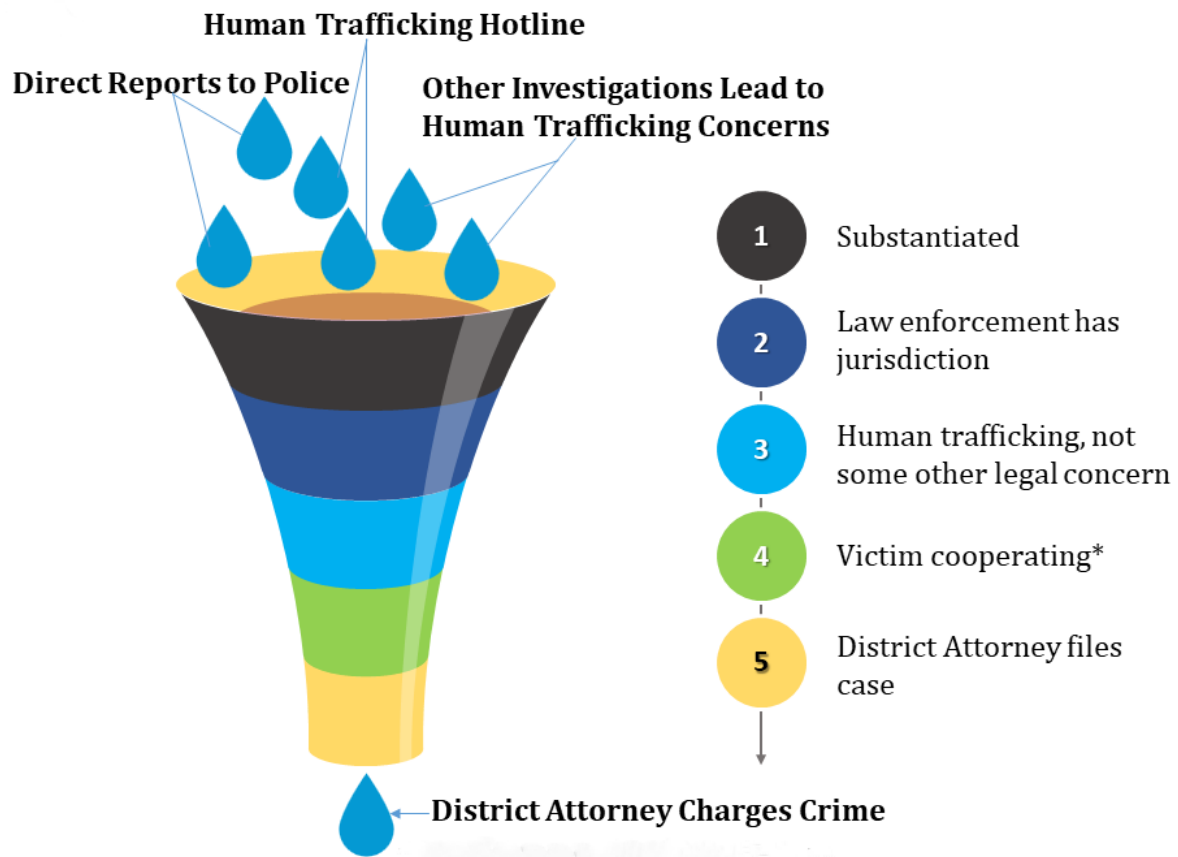 Human Trafficking Hotline
Direct Reports to Police
Other Investigations Lead to
Human Trafficking Concerns
1
Substantiated
2
Law enforcement has
jurisdiction
3
Human trafficking, not
some other legal concern
4
Victim cooperating*
5
District Attorney files
case
District Attorney Charges Crime